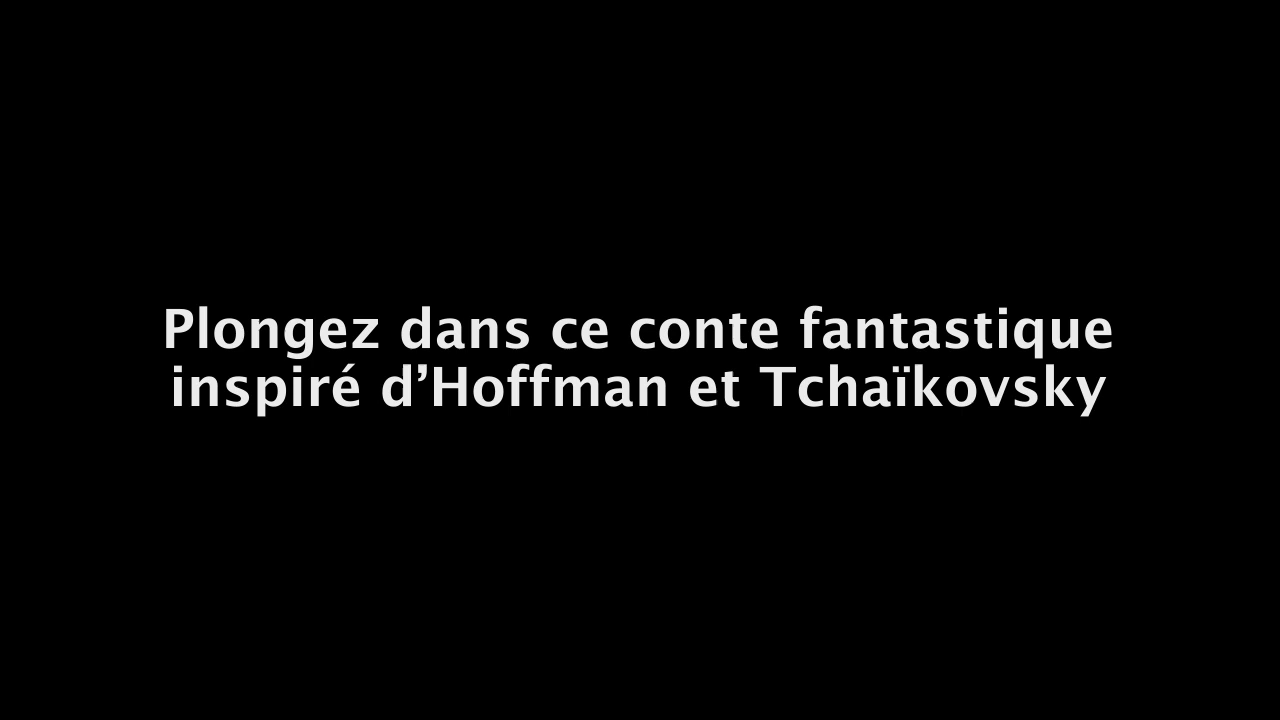 Plongez dans ce conte fantastique
inspiré d’Hoffman et Tchaïkovsky